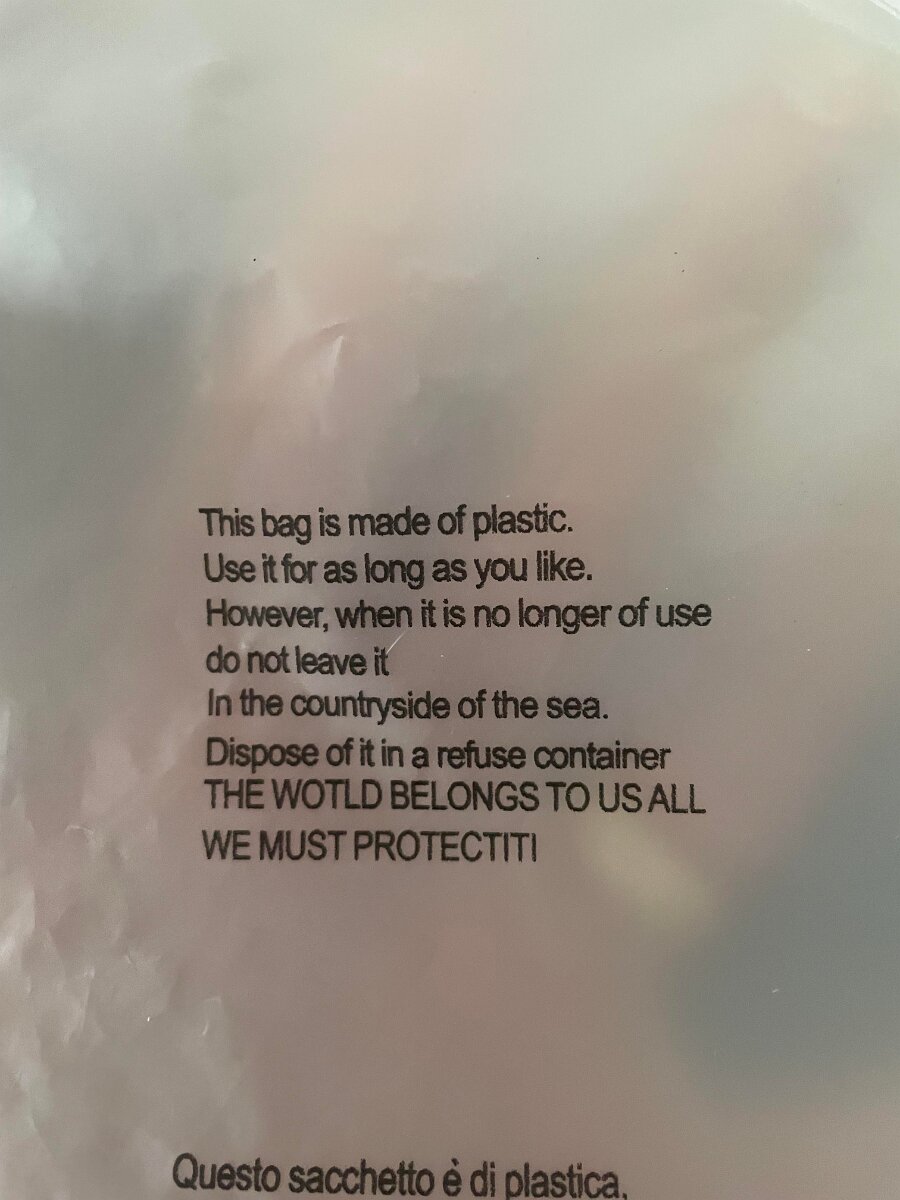 This bag is made of plastic.
Use it for as long as you like.
However, when it is no longer of use
do not leave it
In the countryside of the sea.
Dispose of it in a refuse container
THE WOTLD BELONGS TO US ALL
WE MUST PROTECTITI
Questo sacchetto è di plastica,